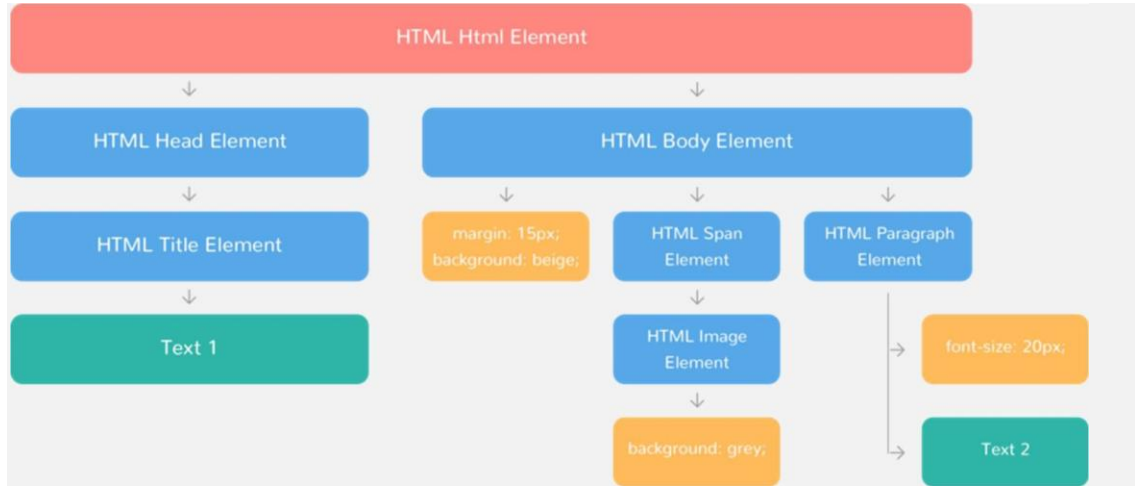 HTML Html Element
HTML Head Element
HTML Body Element
HTML Title Element
margin: 15px;
background: beige;
HTML Span
Element
HTML Paragraph
Element
Text 1
HTML Image
Element
font-size: 20px;
background: grey;
Text 2